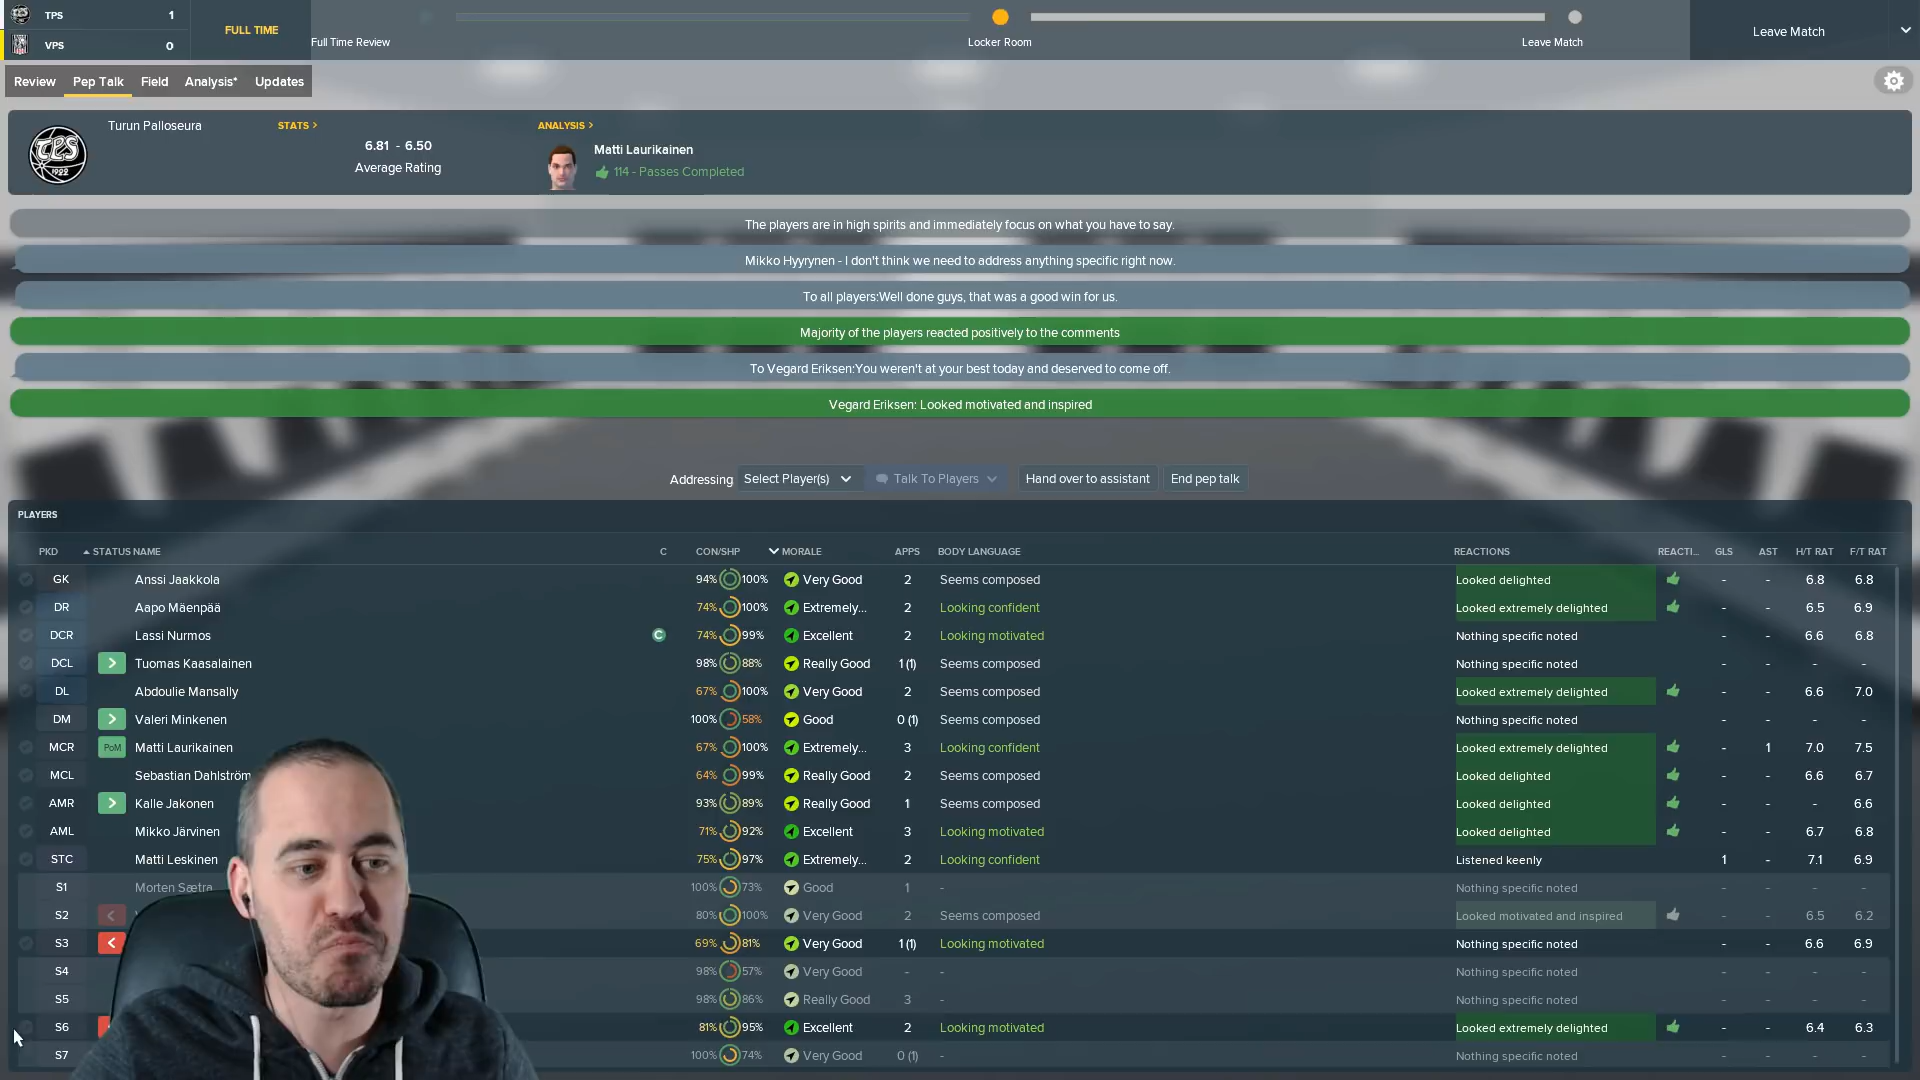 TPS 1
VPS 0
FULL TIME
Full Time Review
Locker Room
Leave Match
Leave Match
Review Pep Talk Field Analysis* Updates
TPS
1922
Turun Palloseura
STATS >
6.81 - 6.50
Average Rating
ANALYSIS >
Matti Laurikainen
114 - Passes Completed
The players are in high spirits and immediately focus on what you have to say.
Mikko Hyyrynen - I don't think we need to address anything specific right now.
To all players:Well done guys, that was a good win for us.
Majority of the players reacted positively to the comments
To Vegard Eriksen:You weren't at your best today and deserved to come off.
Vegard Eriksen: Looked motivated and inspired
Addressing Select Player(s) Talk To Players Hand over to assistant End pep talk
PLAYERS
PKD STATUS NAME C CON/SHP MORALE APPS BODY LANGUAGE REACTIONS REACTI... GLS AST H/T RAT F/T RAT
GK Anssi Jaakkola 94% 100% Very Good 2 Seems composed Looked delighted - - 6.8 6.8
DR Aapo Mäenpää 74% 100% Extremely... 2 Looking confident Looked extremely delighted - - 6.5 6.9
DCR Lassi Nurmos C 74% 99% Excellent 2 Looking motivated Nothing specific noted - - 6.6 6.8
DCL Tuomas Kaasalainen 98% 88% Really Good 1 (1) Seems composed Nothing specific noted - - - -
DL Abdoulie Mansally 67% 100% Very Good 2 Seems composed Looked extremely delighted - - 6.6 7.0
DM Valeri Minkenen 100% 58% Good 0 (1) Seems composed Nothing specific noted - - - -
MCR PoM Matti Laurikainen 67% 100% Extremely... 3 Looking confident Looked extremely delighted - 1 7.0 7.5
MCL Sebastian Dahlström 64% 99% Really Good 2 Seems composed Looked delighted - - 6.6 6.7
AMR Kalle Jakonen 93% 89% Really Good 1 Seems composed Looked delighted - - - 6.6
AML Mikko Järvinen 71% 92% Excellent 3 Looking motivated Looked delighted - - 6.7 6.8
STC Matti Leskinen 75% 97% Extremely... 2 Looking confident Listened keenly 1 - 7.1 6.9
S1 Morten Sætra 100% 73% Good 1 - Nothing specific noted - - - -
S2 80% 100% Very Good 2 Seems composed Looked motivated and inspired - - 6.5 6.2
S3 69% 81% Very Good 1 (1) Looking motivated Nothing specific noted - - 6.6 6.9
S4 98% 57% Very Good - - Nothing specific noted - - - -
S5 98% 86% Really Good 3 - Nothing specific noted - - - -
S6 81% 95% Excellent 2 Looking motivated Looked extremely delighted - - 6.4 6.3
S7 100% 74% Very Good 0 (1) - Nothing specific noted - - - -